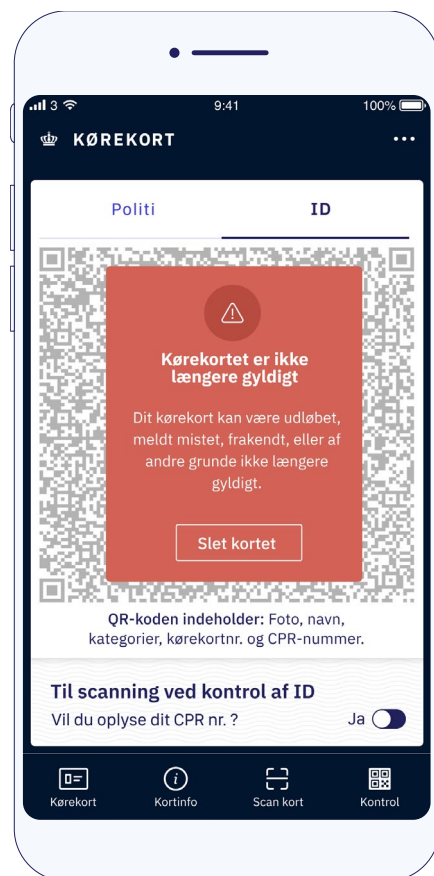 3 9:41 100%
KØREKORT
Politi ID
Kørekortet er ikke
længere gyldigt
Dit kørekort kan være udløbet,
meldt mistet, frakendt, eller af
andre grunde ikke længere
gyldigt.
Slet kortet
QR-koden indeholder: Foto, navn,
kategorier, kørekortnr. og CPR-nummer.
Til scanning ved kontrol af ID
Vil du oplyse dit CPR nr. ? Ja
Kørekort Kortinfo Scan kort Kontrol